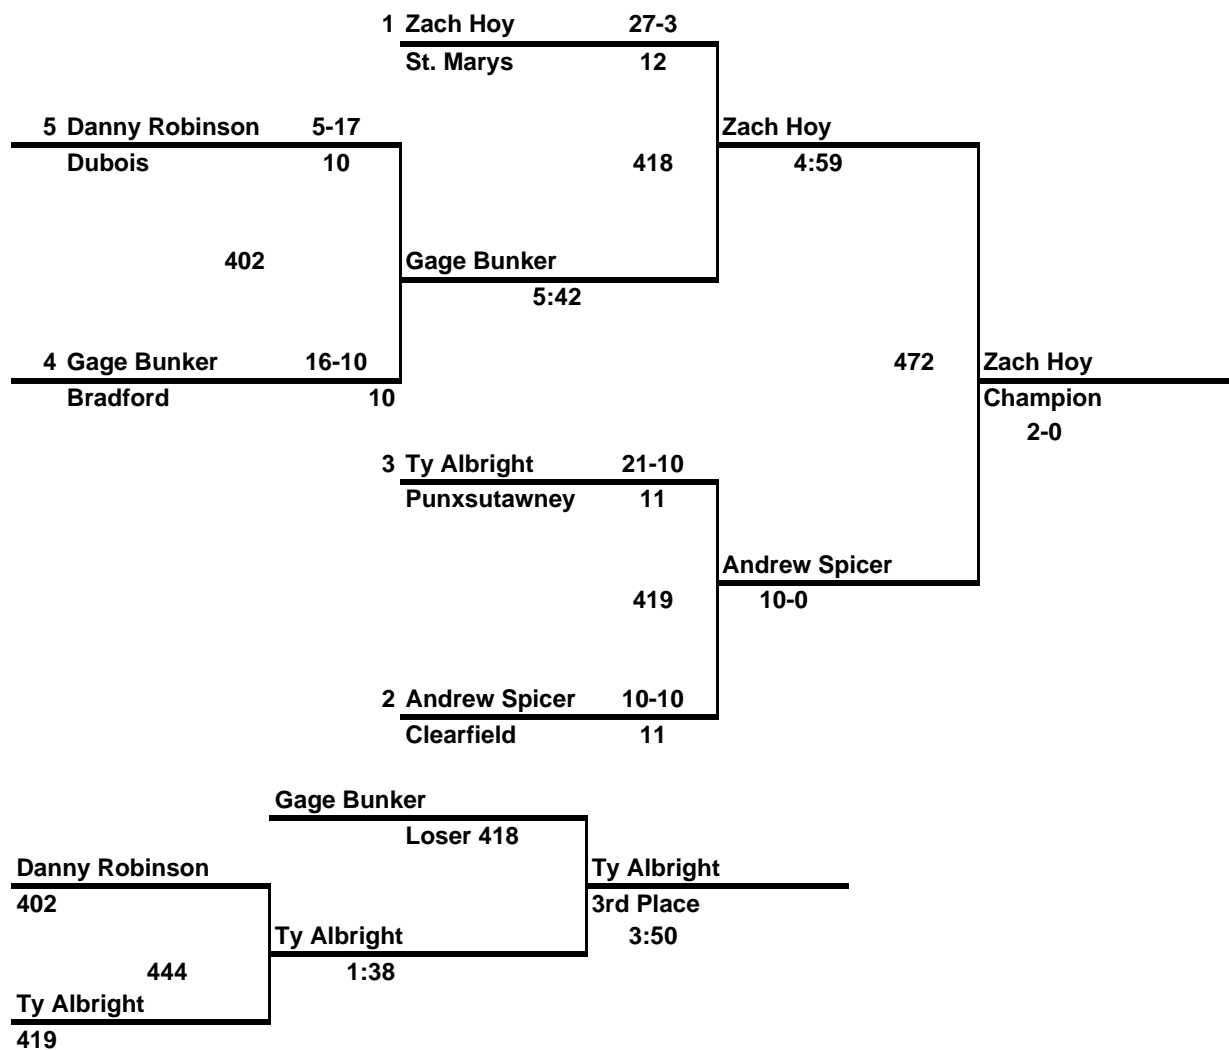 1 Zach Hoy 27-3
St. Marys 12
5 Danny Robinson 5-17 Zach Hoy
Dubois 10 418 4:59
402 Gage Bunker
5:42
4 Gage Bunker 16-10 472 Zach Hoy
Bradford 10 Champion
2-0
3 Ty Albright 21-10
Punxsutawney 11
Andrew Spicer
419 10-0
2 Andrew Spicer 10-10
Clearfield 11
Gage Bunker
Loser 418
Danny Robinson Ty Albright
402 3rd Place
Ty Albright 3:50
444 1:38
Ty Albright
419